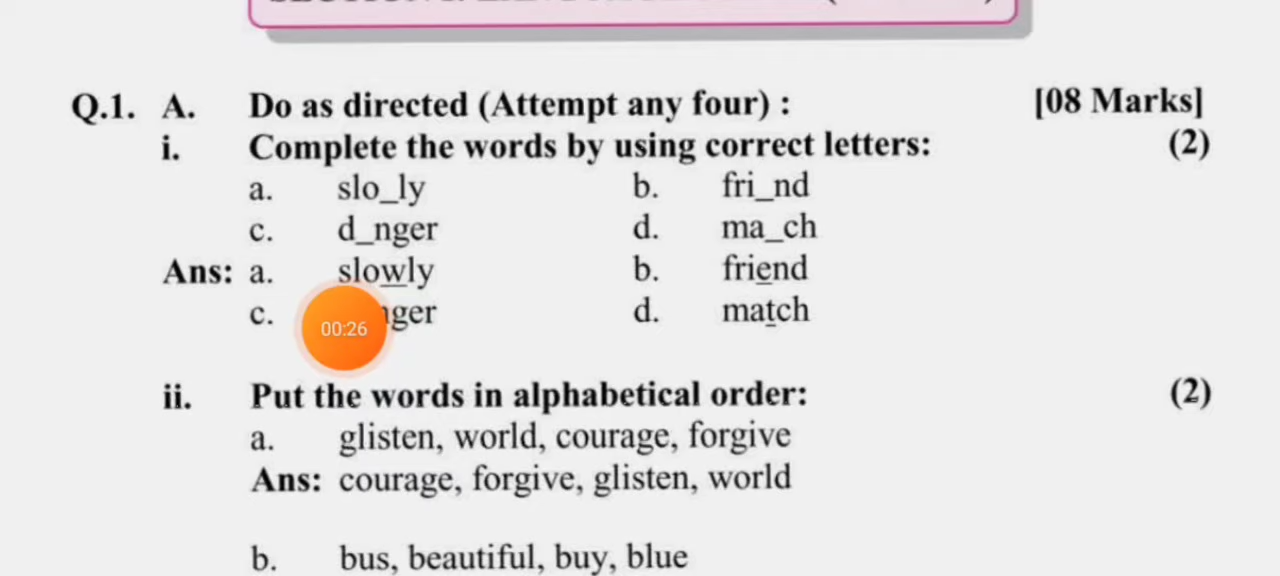 Q.1. A. Do as directed (Attempt any four) : [08 Marks]
i. Complete the words by using correct letters: (2)
a. slo_ly b. fri_nd
c. d_nger d. ma_ch
Ans: a. slowly b. friend
c. nger d. match
00:26
ii. Put the words in alphabetical order: (2)
a. glisten, world, courage, forgive
Ans: courage, forgive, glisten, world
b. bus, beautiful, buy, blue